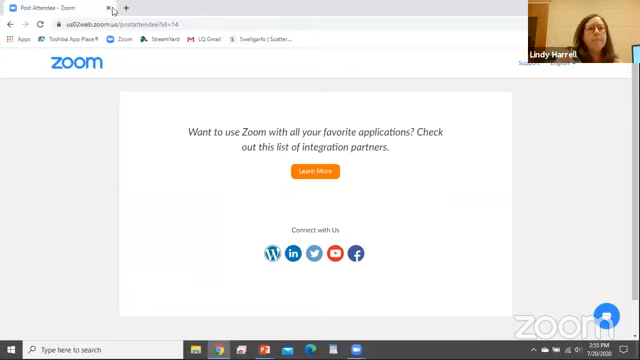 Post Attendee - Zoom
us02web.zoom.us/postattendee?id=14
Apps
Toshiba App Place®
Zoom
StreamYard
LQ Gmail
Swellgarfo | Scatter...
Lindy Harrell
zoom
Support
English
Want to use Zoom with all your favorite applications? Check
out this list of integration partners.
Learn More
Connect with Us
zoom
Type here to search
2:55 PM
7/20/2020